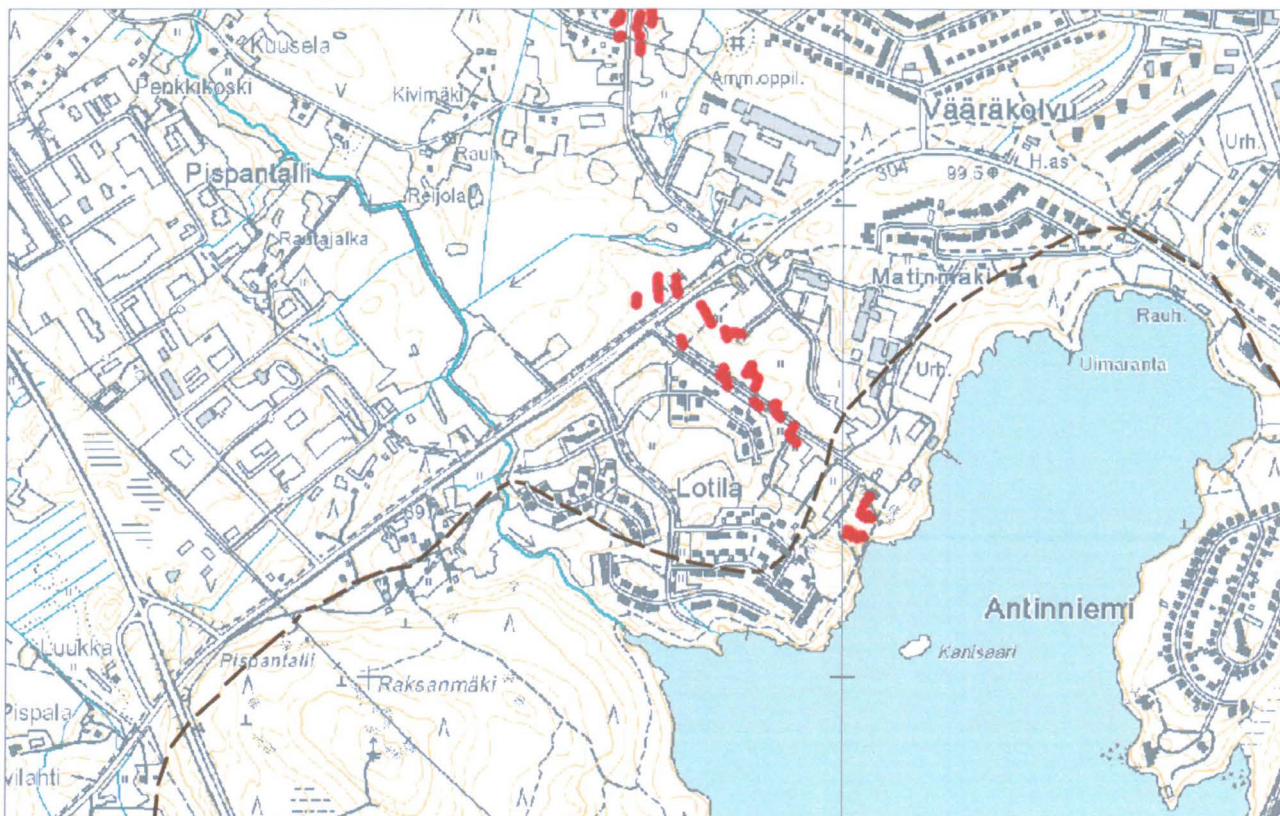 Kuusela
Penkkikoski
V
Kivimäki
Amm.oppil.
Vääräkolvu
Urh.
H.as
304
99.5
Rauh.
Pispantalli
Reijola
Rautajalka
Matinmäki
Rauh.
Uimaranta
Urh.
Lotila
Antinniemi
Luukka
Pispantalli
Kanisaari
Raksanmäki
Pispala
vilahti